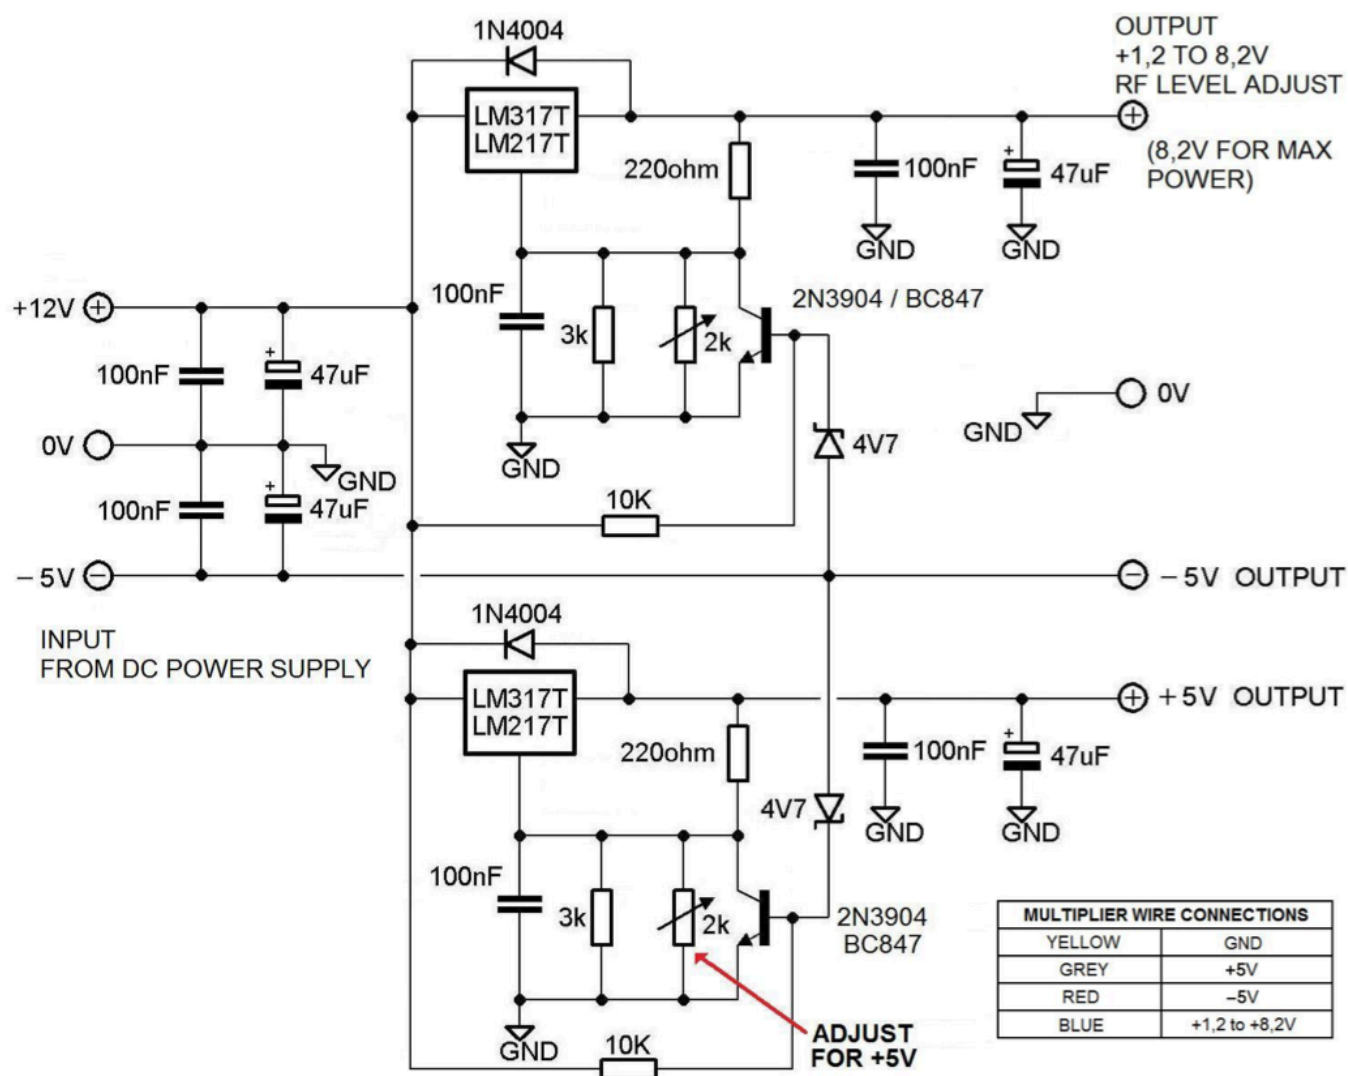 1N4004
OUTPUT
+1,2 TO 8,2V
RF LEVEL ADJUST
LM317T
LM217T
220ohm
100nF
47uF
+
(8,2V FOR MAX
POWER)
GND
GND
+12V
100nF
3k
2k
2N3904 / BC847
100nF
+
47uF
0V
GND
0V
GND
4V7
GND
100nF
+
47uF
10K
– 5V
– 5V OUTPUT
INPUT
FROM DC POWER SUPPLY
1N4004
LM317T
LM217T
+ 5V OUTPUT
220ohm
100nF
+
47uF
4V7
GND
GND
100nF
3k
2k
2N3904
BC847
GND
10K
ADJUST
FOR +5V
MULTIPLIER WIRE CONNECTIONS
YELLOW GND
GREY +5V
RED –5V
BLUE +1,2 to +8,2V